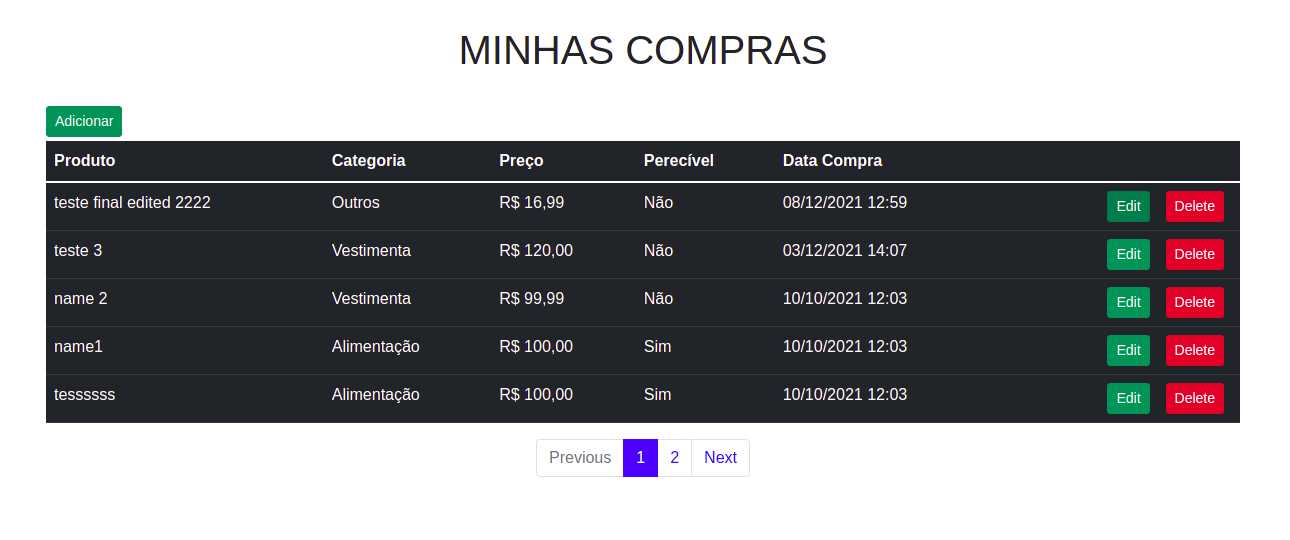 MINHAS COMPRAS
Adicionar
Produto Categoria Preço Perecível Data Compra
teste final edited 2222 Outros R$ 16,99 Não 08/12/2021 12:59 Edit Delete
teste 3 Vestimenta R$ 120,00 Não 03/12/2021 14:07 Edit Delete
name 2 Vestimenta R$ 99,99 Não 10/10/2021 12:03 Edit Delete
name1 Alimentação R$ 100,00 Sim 10/10/2021 12:03 Edit Delete
tessssss Alimentação R$ 100,00 Sim 10/10/2021 12:03 Edit Delete
Previous 1 2 Next